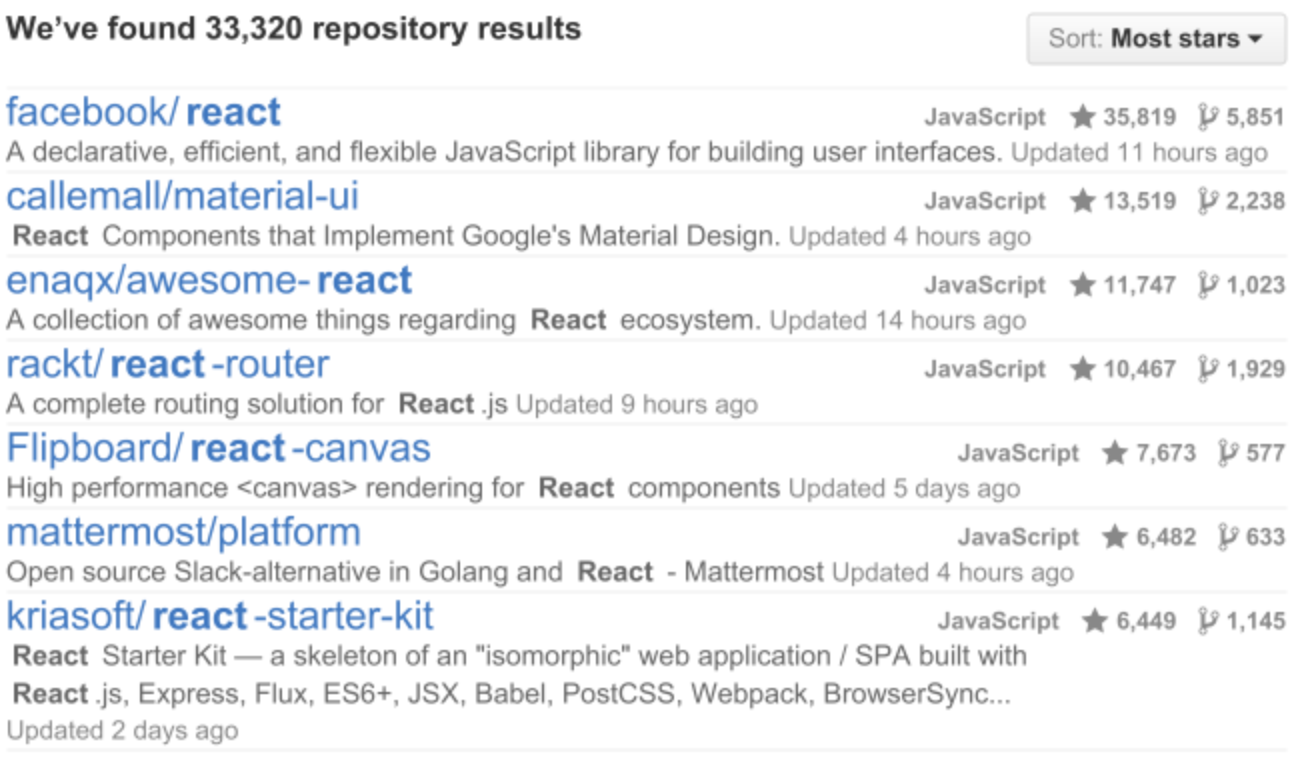 We've found 33,320 repository results Sort: Most stars
facebook/react JavaScript 35,819 5,851
A declarative, efficient, and flexible JavaScript library for building user interfaces. Updated 11 hours ago
callemall/material-ui JavaScript 13,519 2,238
React Components that Implement Google's Material Design. Updated 4 hours ago
enaqx/awesome-react JavaScript 11,747 1,023
A collection of awesome things regarding React ecosystem. Updated 14 hours ago
rackt/react-router JavaScript 10,467 1,929
A complete routing solution for React.js Updated 9 hours ago
Flipboard/react-canvas JavaScript 7,673 577
High performance <canvas> rendering for React components Updated 5 days ago
mattermost/platform JavaScript 6,482 633
Open source Slack-alternative in Golang and React - Mattermost Updated 4 hours ago
kriasoft/react-starter-kit JavaScript 6,449 1,145
React Starter Kit — a skeleton of an "isomorphic" web application / SPA built with
React.js, Express, Flux, ES6+, JSX, Babel, PostCSS, Webpack, BrowserSync...
Updated 2 days ago